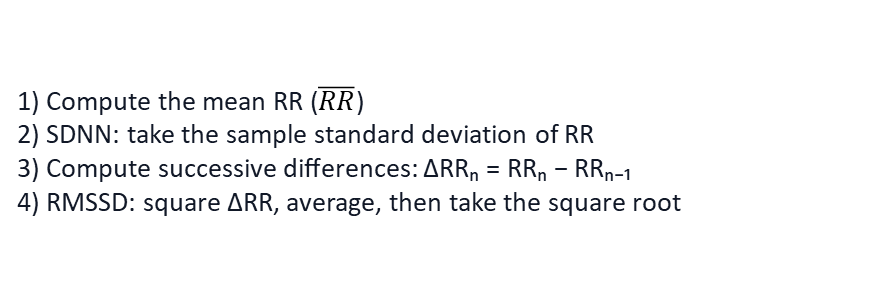 1) Compute the mean RR (R̅R̅)
2) SDNN: take the sample standard deviation of RR
3) Compute successive differences: ΔRRₙ = RRₙ − RRₙ₋₁
4) RMSSD: square ΔRR, average, then take the square root